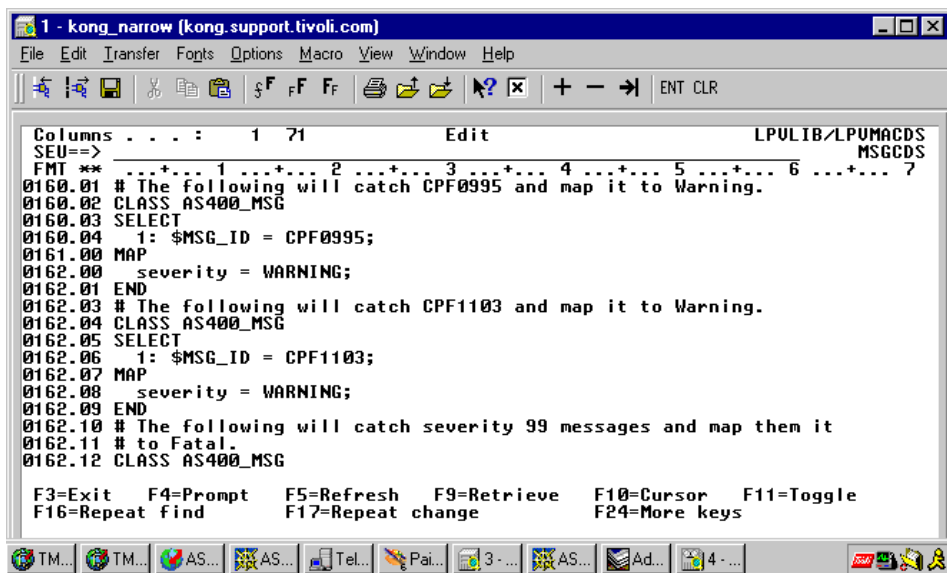 1 - kong_narrow (kong.support.tivoli.com)
File Edit Transfer Fonts Options Macro View Window Help
ENT CLR
Columns . . . : 1 71 Edit LPVLIB/LPVMACDS
SEU==> MSGCDS
FMT ** ...+... 1 ...+... 2 ...+... 3 ...+... 4 ...+... 5 ...+... 6 ...+... 7
0160.01 # The following will catch CPF0995 and map it to Warning.
0160.02 CLASS AS400_MSG
0160.03 SELECT
0160.04 1: $MSG_ID = CPF0995;
0161.00 MAP
0162.00 severity = WARNING;
0162.01 END
0162.03 # The following will catch CPF1103 and map it to Warning.
0162.04 CLASS AS400_MSG
0162.05 SELECT
0162.06 1: $MSG_ID = CPF1103;
0162.07 MAP
0162.08 severity = WARNING;
0162.09 END
0162.10 # The following will catch severity 99 messages and map them it
0162.11 # to Fatal.
0162.12 CLASS AS400_MSG
F3=Exit F4=Prompt F5=Refresh F9=Retrieve F10=Cursor F11=Toggle
F16=Repeat find F17=Repeat change F24=More keys
TM... TM... AS... AS... Tel... Pai... 3 - ... AS... Ad... 4 - ...